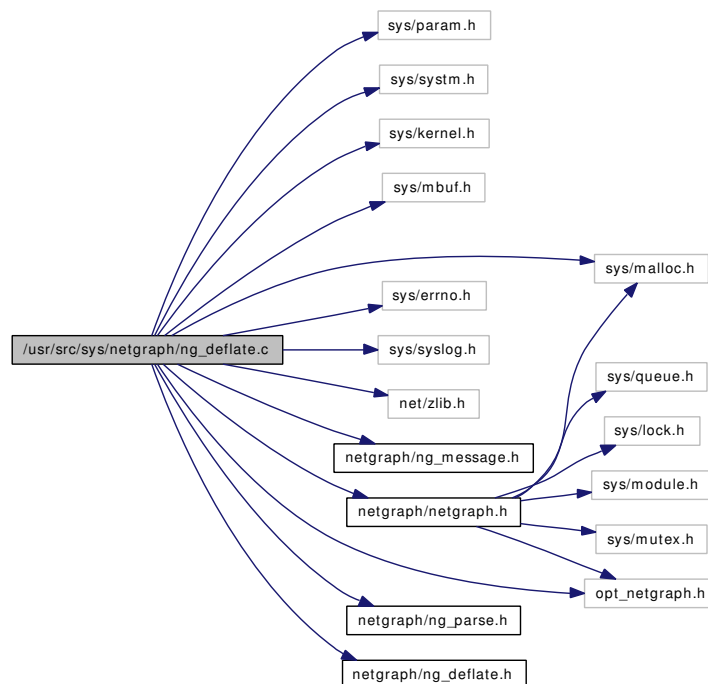 sys/param.h
sys/systm.h
sys/kernel.h
sys/mbuf.h
sys/malloc.h
sys/errno.h
/usr/src/sys/netgraph/ng_deflate.c
sys/syslog.h
sys/queue.h
net/zlib.h
sys/lock.h
netgraph/ng_message.h
sys/module.h
netgraph/netgraph.h
sys/mutex.h
opt_netgraph.h
netgraph/ng_parse.h
netgraph/ng_deflate.h